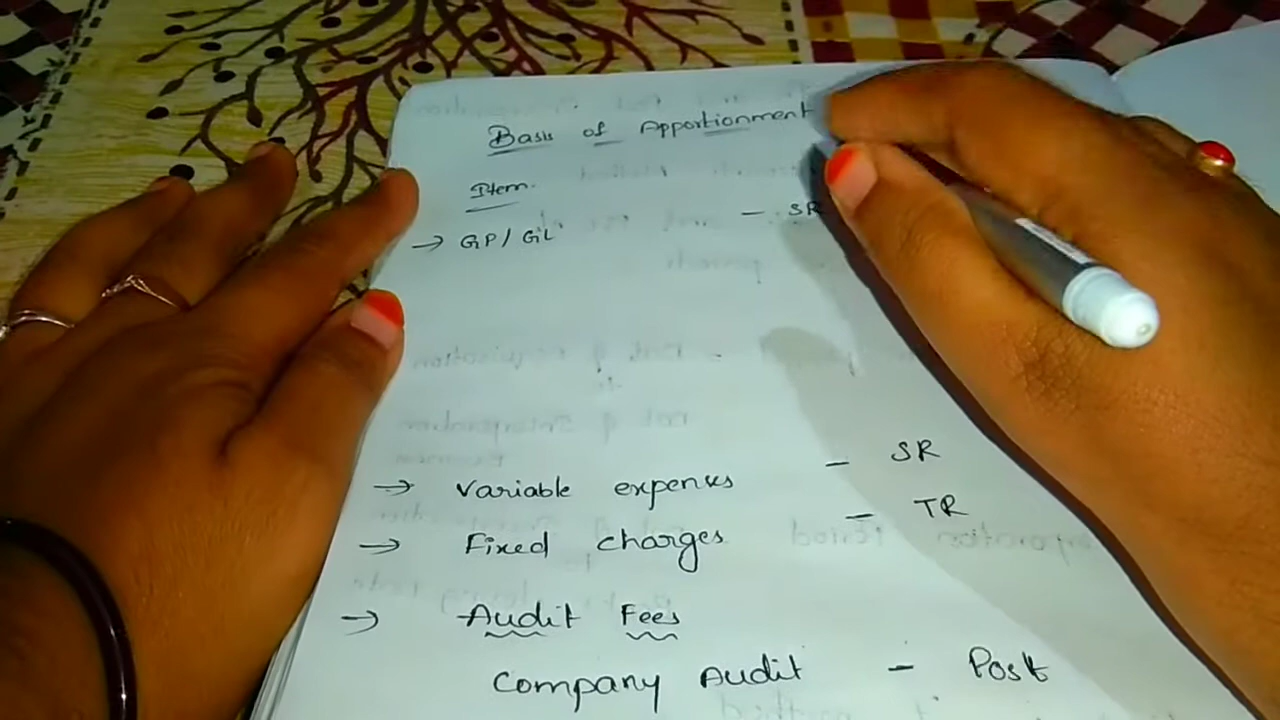 Basis of Apportionment
Item.
→ GP/GL - SR
→ Variable expenses - SR
→ Fixed charges - TR
→ Audit Fees
Company Audit - Post